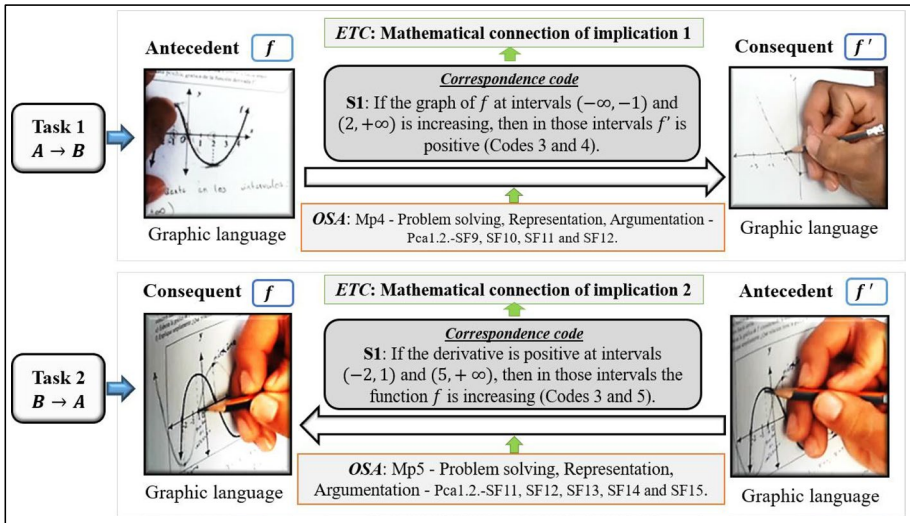 ETC: Mathematical connection of implication 1
Antecedent f
Consequent f′
Correspondence code
S1: If the graph of f at intervals (−∞, −1) and
(2, +∞) is increasing, then in those intervals f′ is
positive (Codes 3 and 4).
Task 1
A → B
OSA: Mp4 - Problem solving, Representation, Argumentation -
Pca1.2.-SF9, SF10, SF11 and SF12.
Graphic language
Graphic language
ETC: Mathematical connection of implication 2
Consequent f
Antecedent f′
Correspondence code
S1: If the derivative is positive at intervals
(−2, 1) and (5, + ∞), then in those intervals the
function f is increasing (Codes 3 and 5).
Task 2
B → A
OSA: Mp5 - Problem solving, Representation,
Argumentation - Pca1.2.-SF11, SF12, SF13, SF14 and SF15.
Graphic language
Graphic language